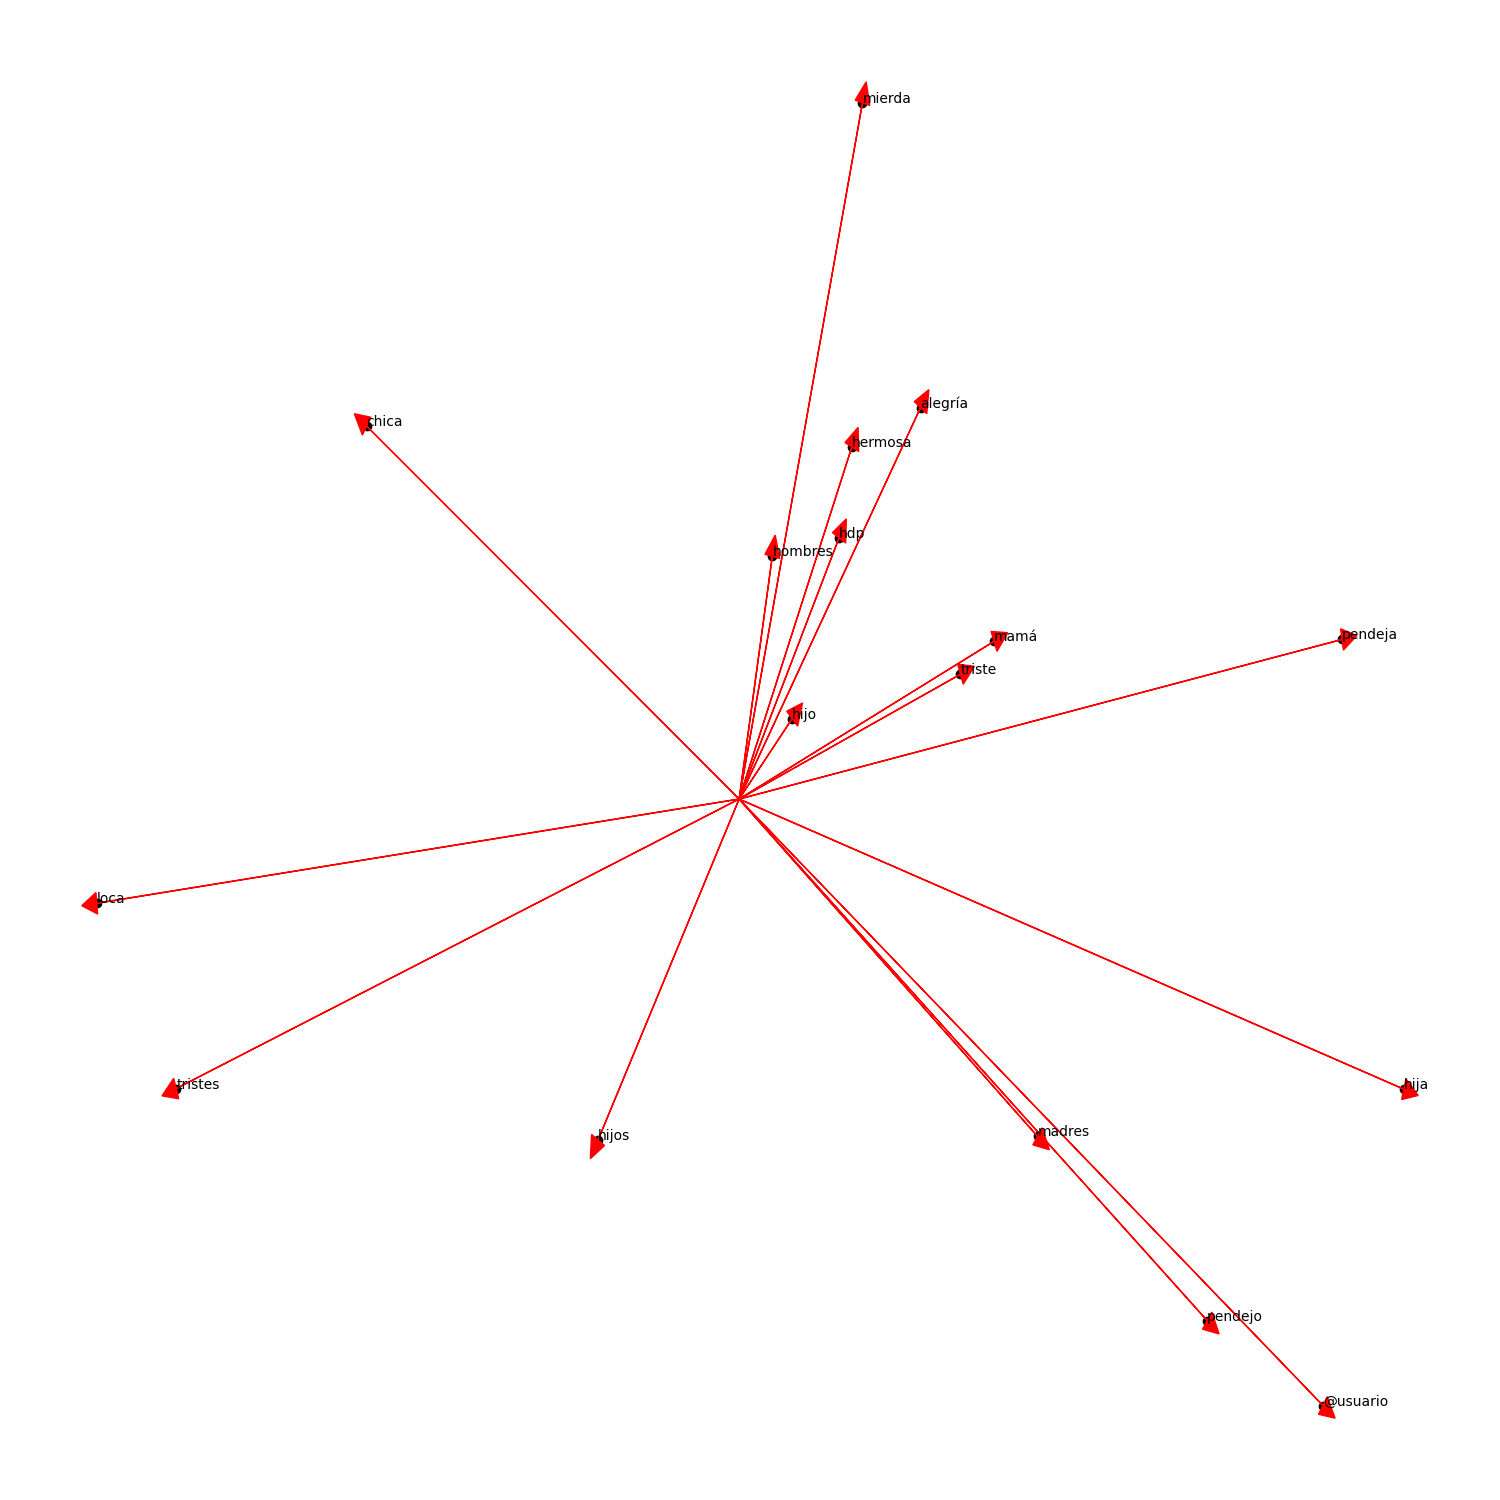 mierda
alegría
chica
hermosa
hdp
hombres
pendeja
mamá
triste
hijo
loca
tristes
hija
madres
hijos
pendejo
@usuario